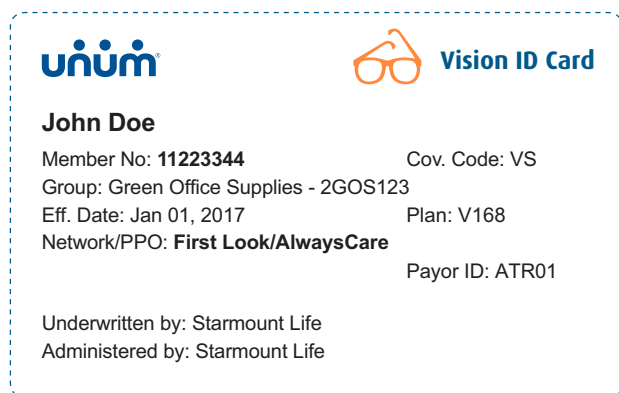 unum®
Vision ID Card
John Doe
Member No: 11223344 Cov. Code: VS
Group: Green Office Supplies - 2GOS123
Eff. Date: Jan 01, 2017 Plan: V168
Network/PPO: First Look/AlwaysCare
Payor ID: ATR01
Underwritten by: Starmount Life
Administered by: Starmount Life